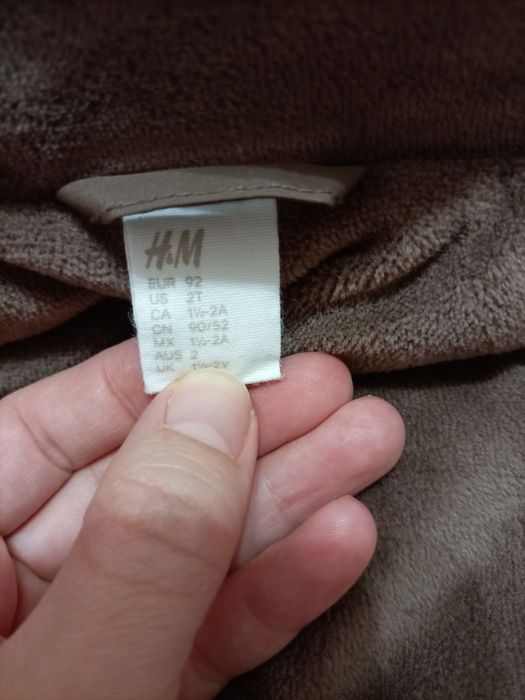 H&M
EUR 92
US 2T
CA 1½-2A
CN 90/52
MX 1½-2A
AUS 2
UK 1½-2Y